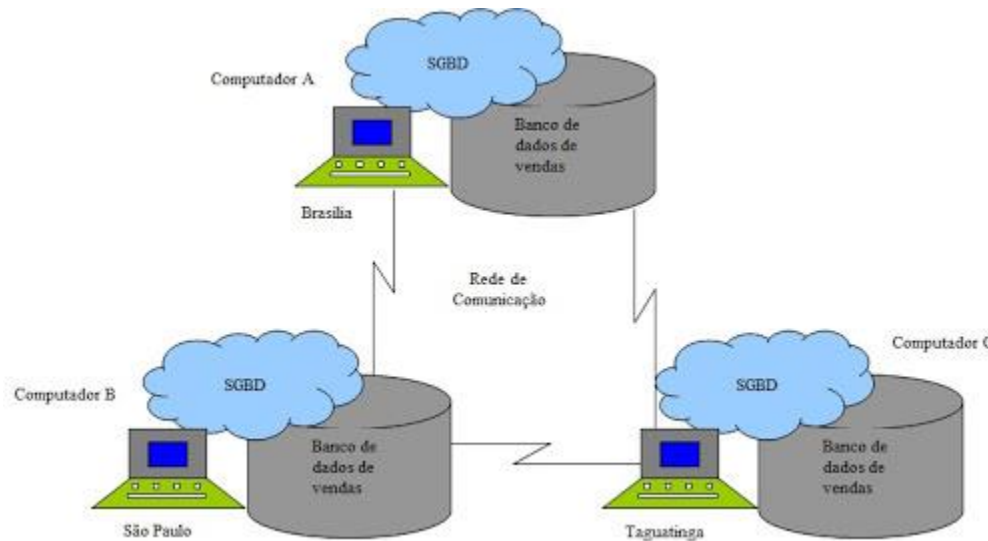 SGBD
Computador A
Banco de
dados de
vendas
Brasília
Rede de
Comunicação
Computador C
SGBD
SGBD
Computador B
Banco de
dados de
vendas
Banco de
dados de
vendas
São Paulo
Taguatinga